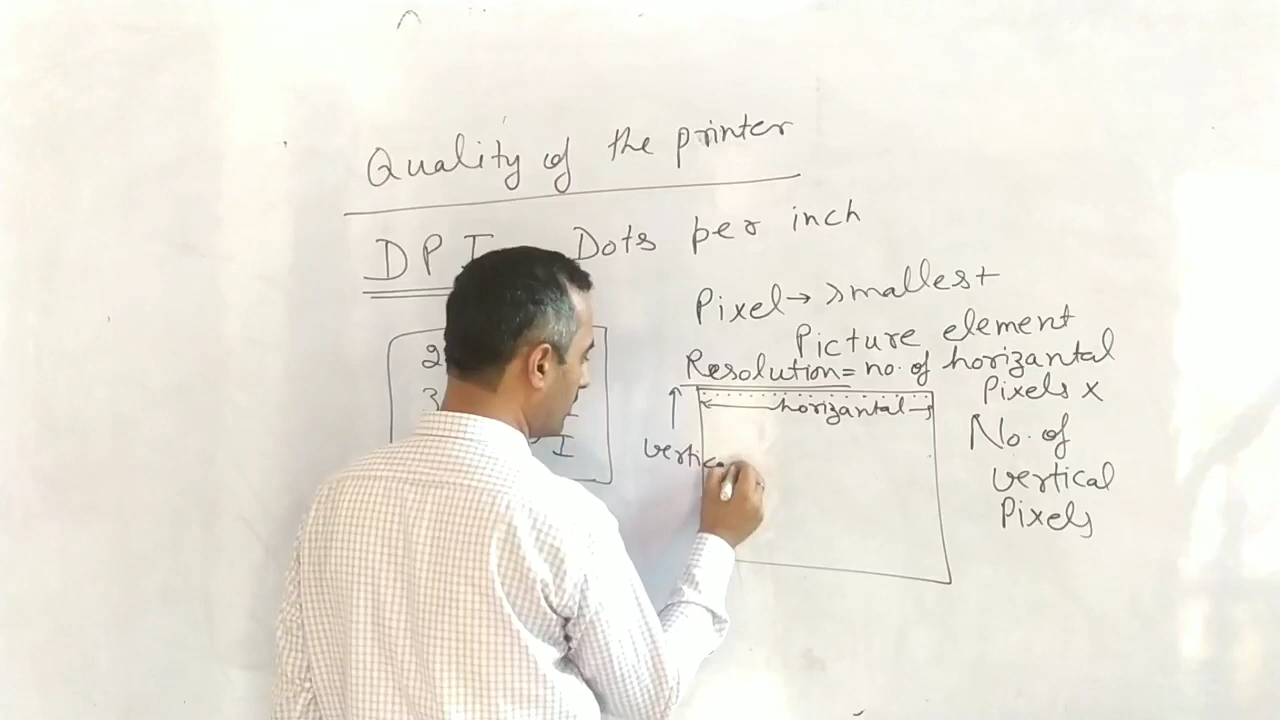 Quality of the printer
DPI Dots per inch
Pixel → smallest
Picture element
Resolution = no. of horizantal
Pixels x
No. of
vertical
Pixels
horizantal